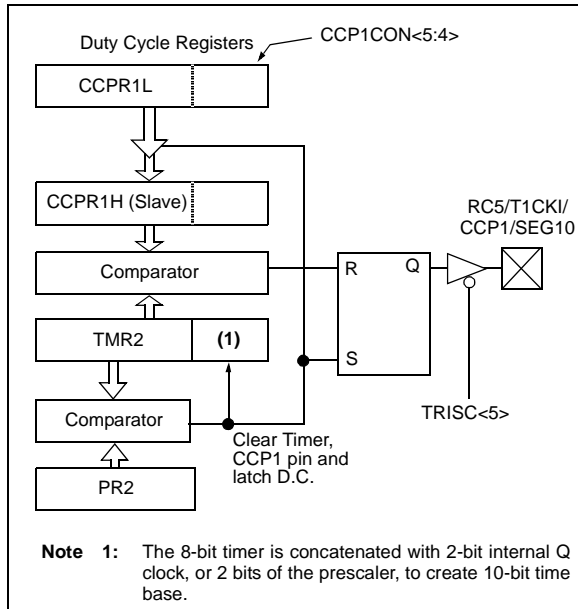 Duty Cycle Registers
CCP1CON<5:4>
CCPR1L
CCPR1H (Slave)
RC5/T1CKI/
CCP1/SEG10
Comparator
R
Q
TMR2
(1)
S
Comparator
TRISC<5>
Clear Timer,
CCP1 pin and
latch D.C.
PR2
Note 1: The 8-bit timer is concatenated with 2-bit internal Q
clock, or 2 bits of the prescaler, to create 10-bit time
base.